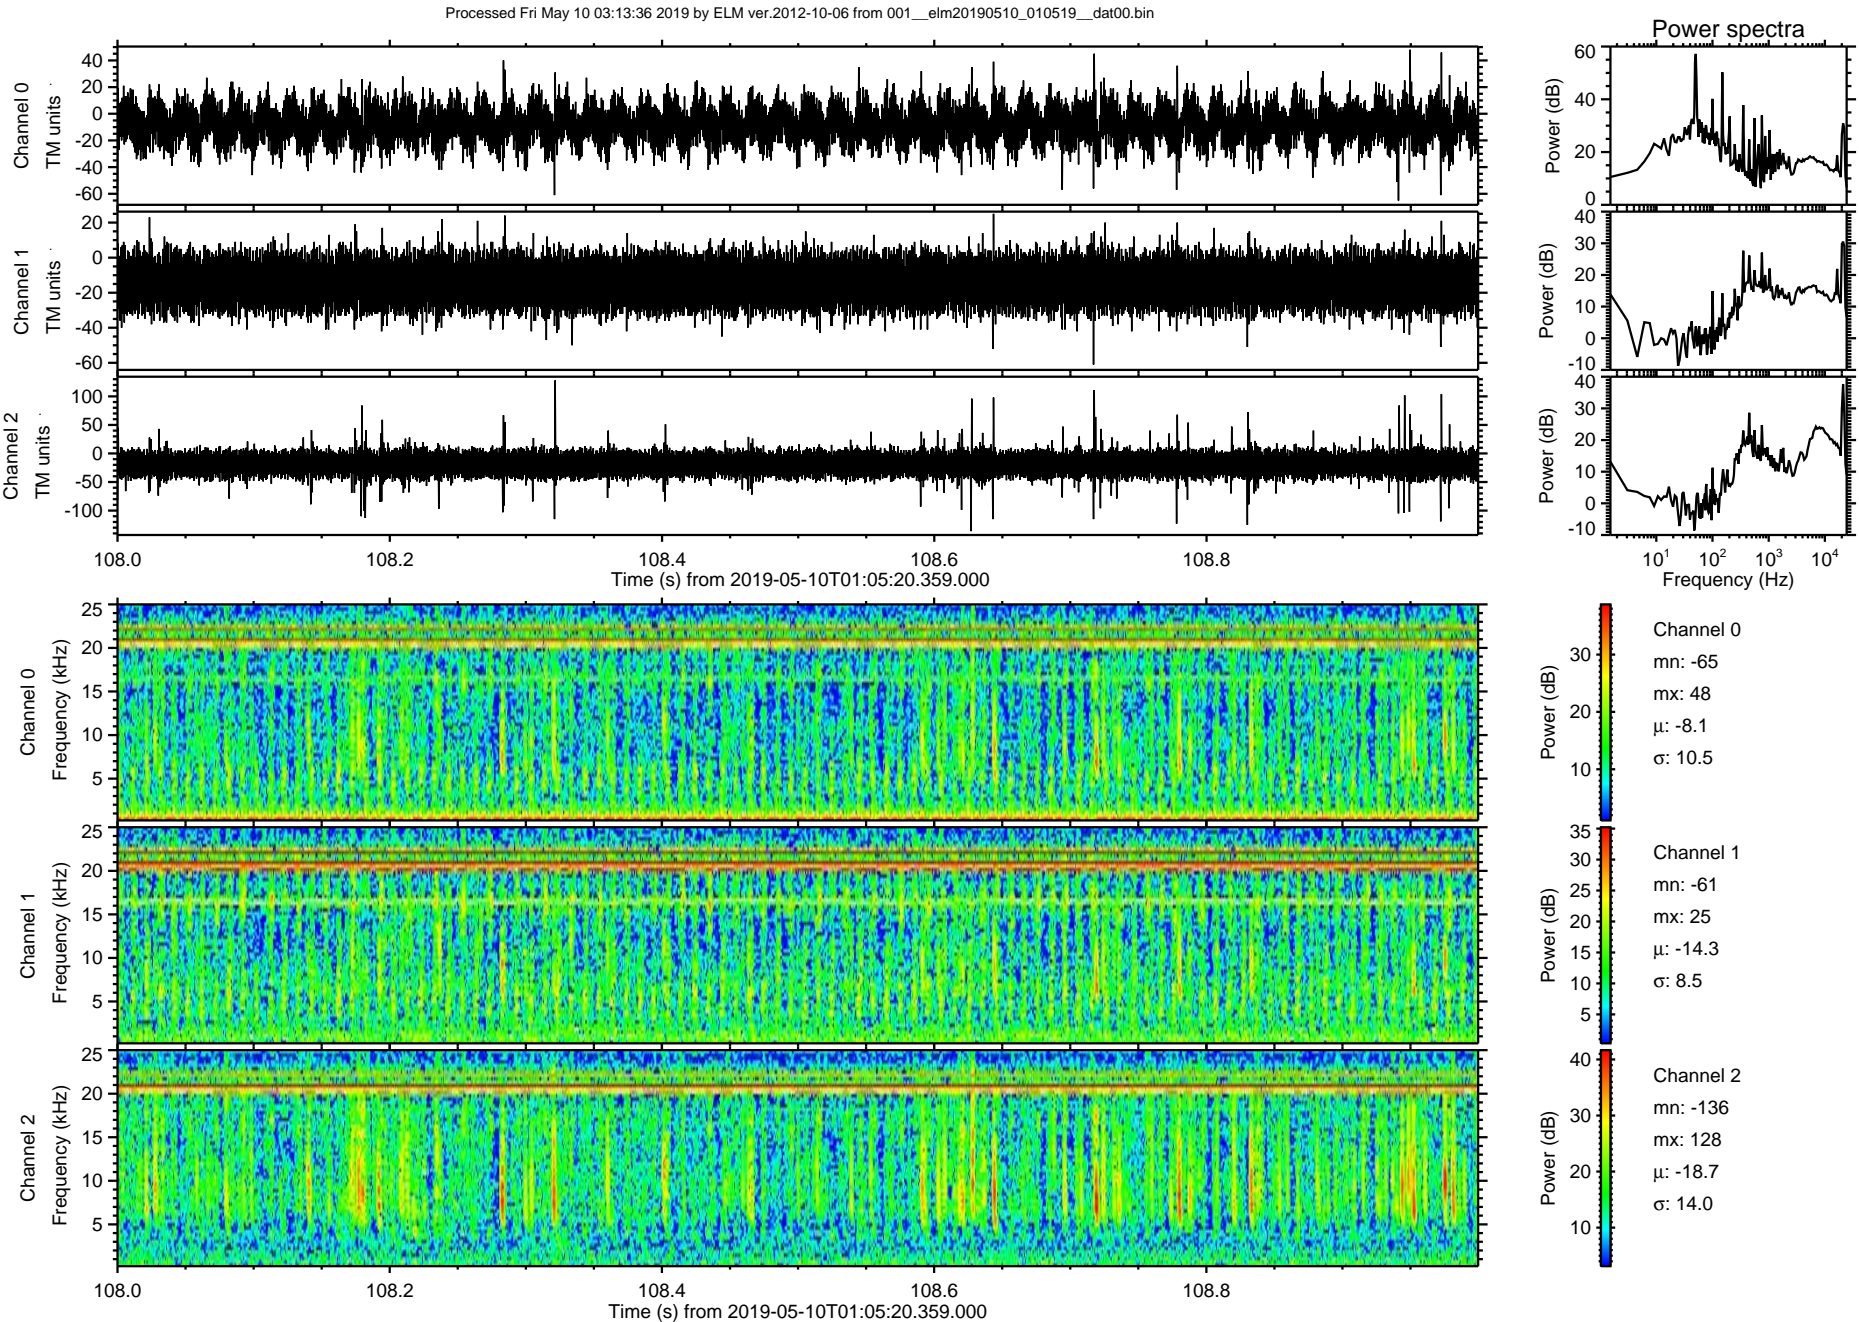 Processed Fri May 10 03:13:36 2019 by ELM ver.2012-10-06 from 001__elm20190510_010519__dat00.bin
Power spectra
Channel 0
TM units
40
20
0
-20
-40
-60
Power (dB)
60
40
20
0
Channel 1
TM units
20
0
-20
-40
-60
Power (dB)
40
30
20
10
0
-10
Channel 2
TM units
100
50
0
-50
-100
Power (dB)
40
30
20
10
0
-10
108.0 108.2 108.4 108.6 108.8
Time (s) from 2019-05-10T01:05:20.359.000
10^1 10^2 10^3 10^4
Frequency (Hz)
Channel 0
Frequency (kHz)
25
20
15
10
5
Power (dB)
30
20
10
Channel 0
mn: -65
mx: 48
μ: -8.1
σ: 10.5
Channel 1
Frequency (kHz)
25
20
15
10
5
Power (dB)
35
30
25
20
15
10
5
Channel 1
mn: -61
mx: 25
μ: -14.3
σ: 8.5
Channel 2
Frequency (kHz)
25
20
15
10
5
Power (dB)
40
30
20
10
Channel 2
mn: -136
mx: 128
μ: -18.7
σ: 14.0
108.0 108.2 108.4 108.6 108.8
Time (s) from 2019-05-10T01:05:20.359.000